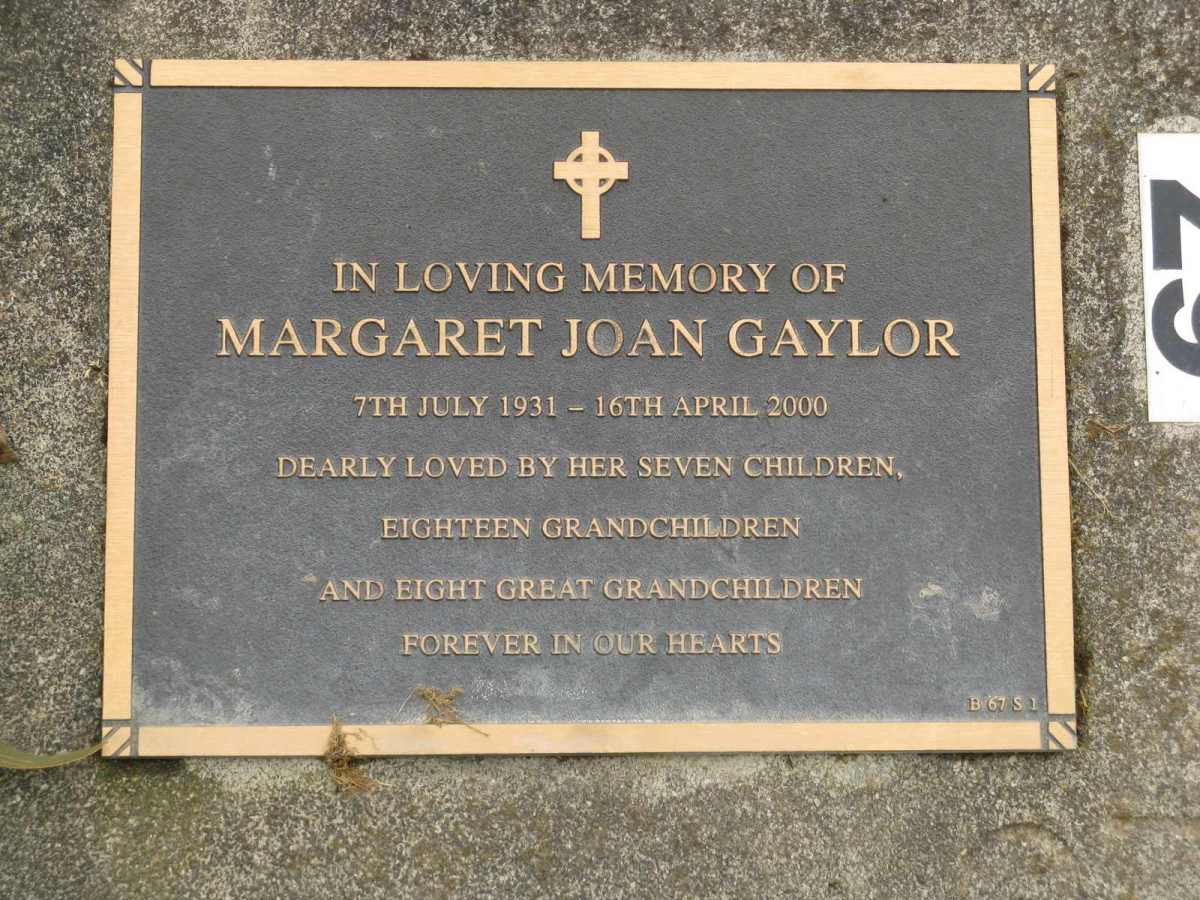 IN LOVING MEMORY OF
MARGARET JOAN GAYLOR
7TH JULY 1931 – 16TH APRIL 2000
DEARLY LOVED BY HER SEVEN CHILDREN,
EIGHTEEN GRANDCHILDREN
AND EIGHT GREAT GRANDCHILDREN
FOREVER IN OUR HEARTS
B 67 S 1